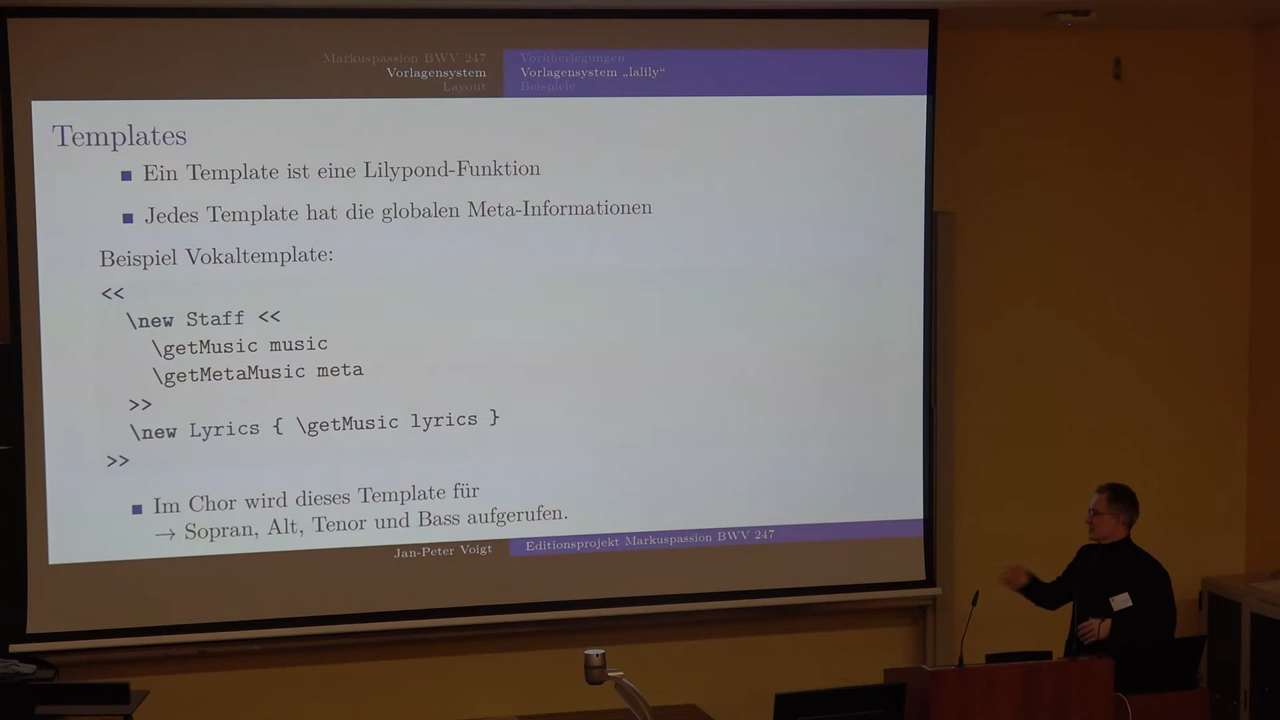 Markuspassion BWV 247
Vorlagensystem
Layout
Vorüberlegungen
Vorlagensystem „lalily“
Beispiele
Templates
Ein Template ist eine Lilypond-Funktion
Jedes Template hat die globalen Meta-Informationen
Beispiel Vokaltemplate:
<<
\new Staff <<
\getMusic music
\getMetaMusic meta
>>
\new Lyrics { \getMusic lyrics }
>>
Im Chor wird dieses Template für
→ Sopran, Alt, Tenor und Bass aufgerufen.
Jan-Peter Voigt
Editionsprojekt Markuspassion BWV 247